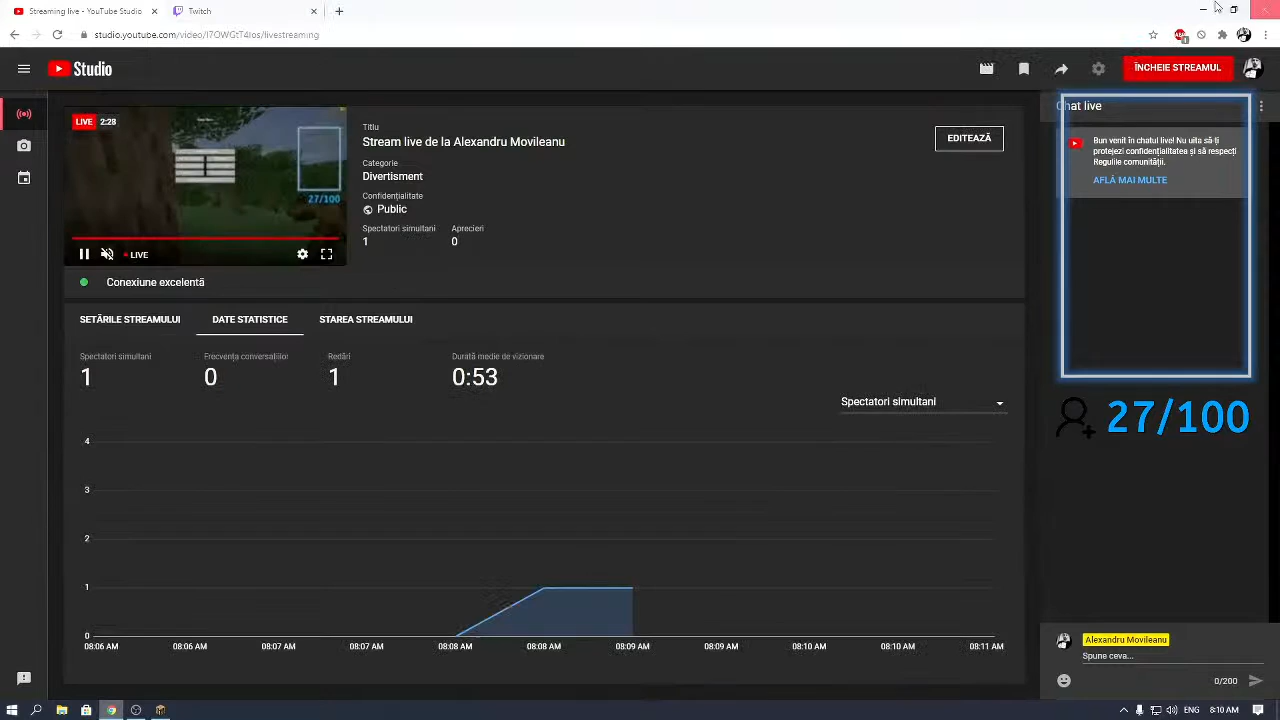 Streaming live - YouTube Studio
Twitch
studio.youtube.com/video/I7OWGtT4ios/livestreaming
Studio
ÎNCHEIE STREAMUL
LIVE 2:28
27/100
LIVE
Titlu
Stream live de la Alexandru Movileanu
Categorie
Divertisment
Confidențialitate
Public
Spectatori simultani
Aprecieri
1
0
EDITEAZĂ
Chat live
Bun venit în chatul live! Nu uita să-ți
protejezi confidențialitatea și să respecți
Regulile comunității.
AFLĂ MAI MULTE
Conexiune excelentă
SETĂRILE STREAMULUI
DATE STATISTICE
STAREA STREAMULUI
Spectatori simultani
Frecvența conversațiilor
Redări
Durată medie de vizionare
1
0
1
0:53
Spectatori simultani
27/100
4
3
2
1
0
08:06 AM
08:06 AM
08:07 AM
08:07 AM
08:08 AM
08:08 AM
08:09 AM
08:09 AM
08:10 AM
08:10 AM
08:11 AM
Alexandru Movileanu
Spune ceva...
0/200
ENG
8:10 AM